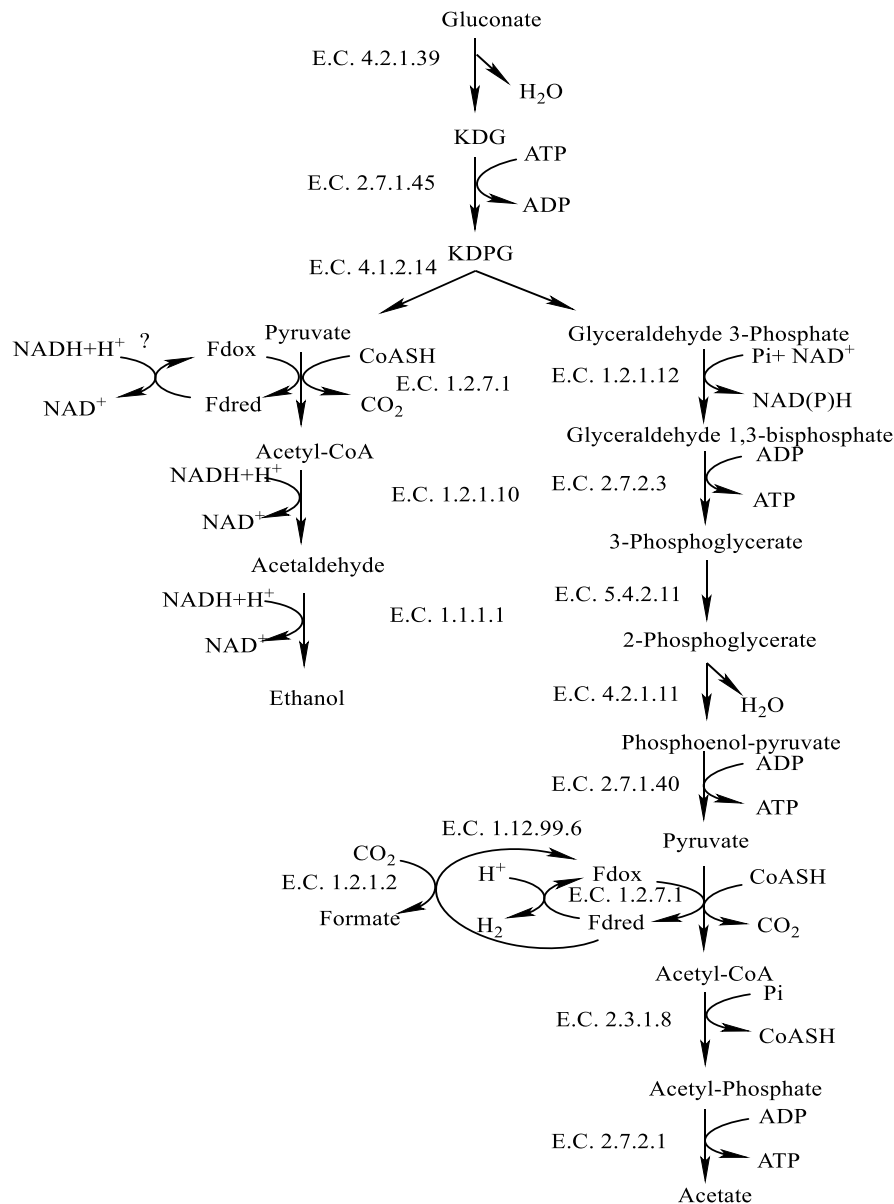 Gluconate
E.C. 4.2.1.39
H₂O
KDG
ATP
E.C. 2.7.1.45
ADP
KDPG
E.C. 4.1.2.14
Pyruvate
NADH+H⁺ ?
Fdox
CoASH
E.C. 1.2.7.1
NAD⁺
Fdred
CO₂
Acetyl-CoA
NADH+H⁺
E.C. 1.2.1.10
NAD⁺
Acetaldehyde
NADH+H⁺
E.C. 1.1.1.1
NAD⁺
Ethanol
Glyceraldehyde 3-Phosphate
Pi+ NAD⁺
E.C. 1.2.1.12
NAD(P)H
Glyceraldehyde 1,3-bisphosphate
ADP
E.C. 2.7.2.3
ATP
3-Phosphoglycerate
E.C. 5.4.2.11
2-Phosphoglycerate
E.C. 4.2.1.11
H₂O
Phosphoenol-pyruvate
ADP
E.C. 2.7.1.40
ATP
E.C. 1.12.99.6
Pyruvate
CO₂
H⁺
Fdox
CoASH
E.C. 1.2.1.2
E.C. 1.2.7.1
Formate
H₂
Fdred
CO₂
Acetyl-CoA
Pi
E.C. 2.3.1.8
CoASH
Acetyl-Phosphate
ADP
E.C. 2.7.2.1
ATP
Acetate